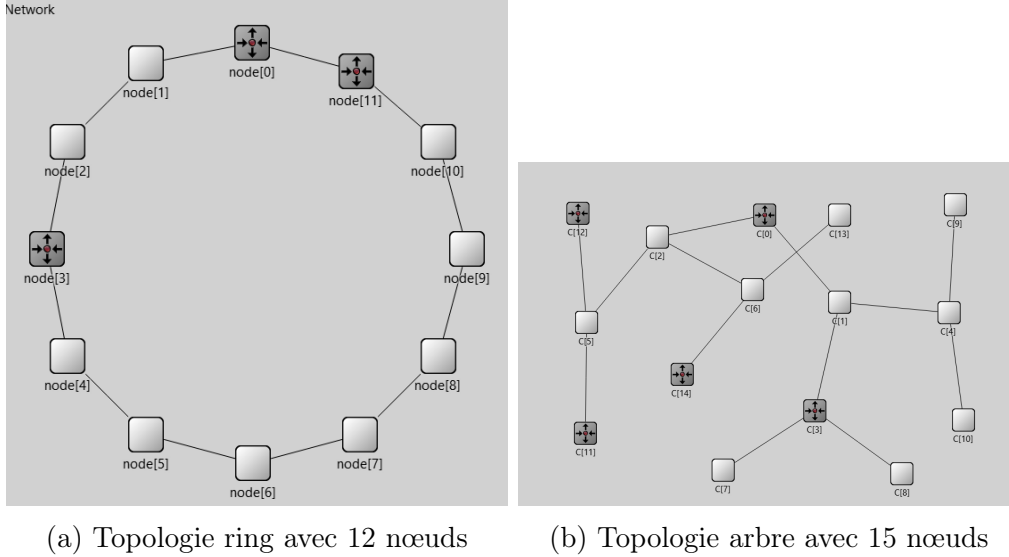 Network
node[0]
node[11]
node[1]
node[10]
node[2]
node[3]
node[9]
node[4]
node[8]
node[5]
node[7]
node[6]
C[12]
C[0]
C[13]
C[9]
C[2]
C[6]
C[1]
C[4]
C[5]
C[14]
C[3]
C[10]
C[11]
C[7]
C[8]
(a) Topologie ring avec 12 nœuds
(b) Topologie arbre avec 15 nœuds